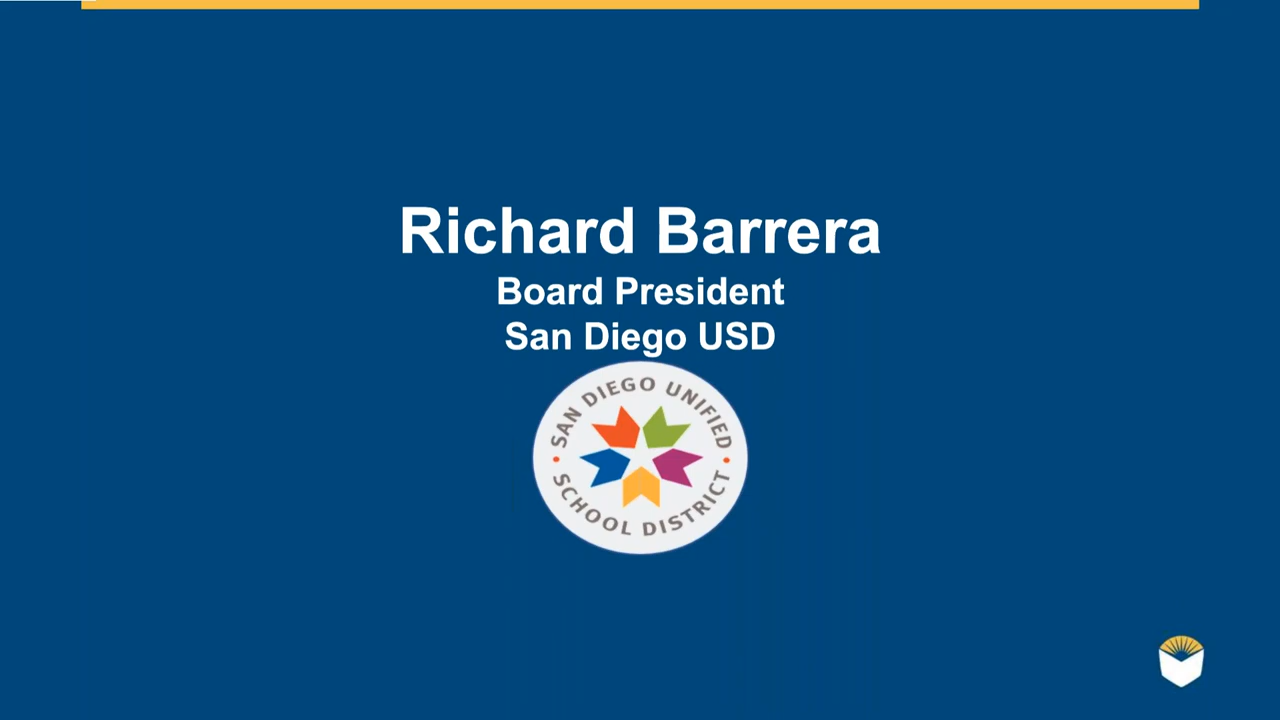 Richard Barrera
Board President
San Diego USD
SAN DIEGO UNIFIED
SCHOOL DISTRICT